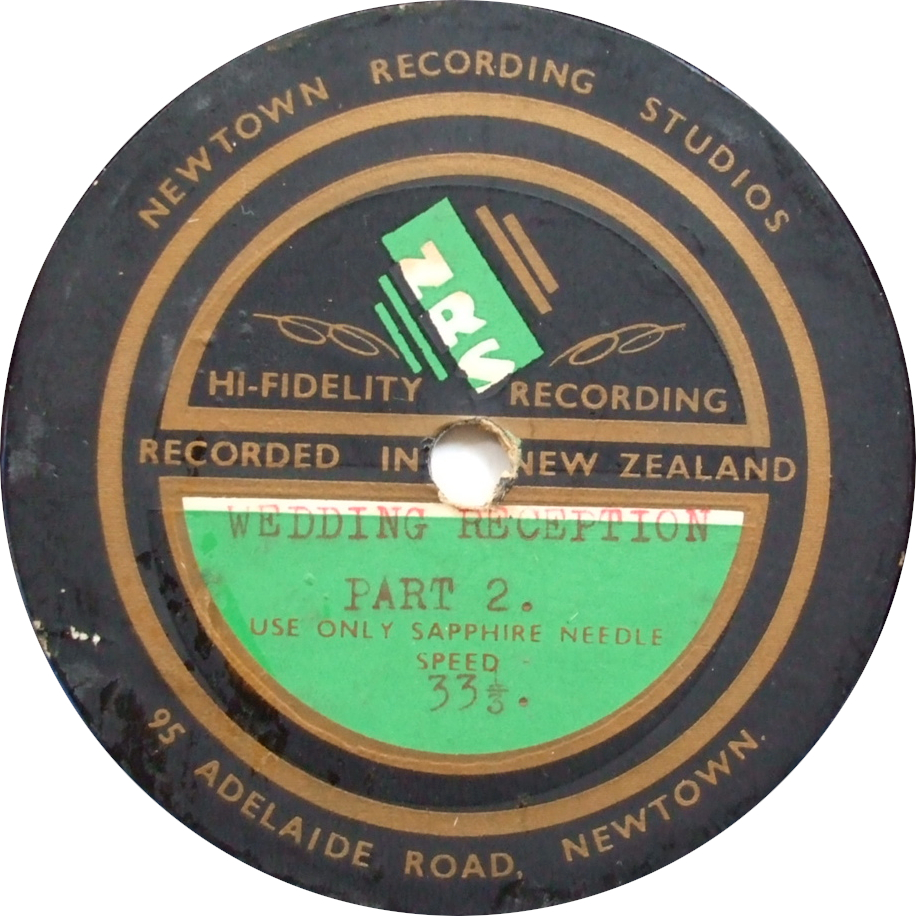 NEWTOWN RECORDING STUDIOS
NRS
HI-FIDELITY RECORDING
RECORDED IN NEW ZEALAND
WEDDING RECEPTION
PART 2.
USE ONLY SAPPHIRE NEEDLE
SPEED
33⅓.
95 ADELAIDE ROAD, NEWTOWN.